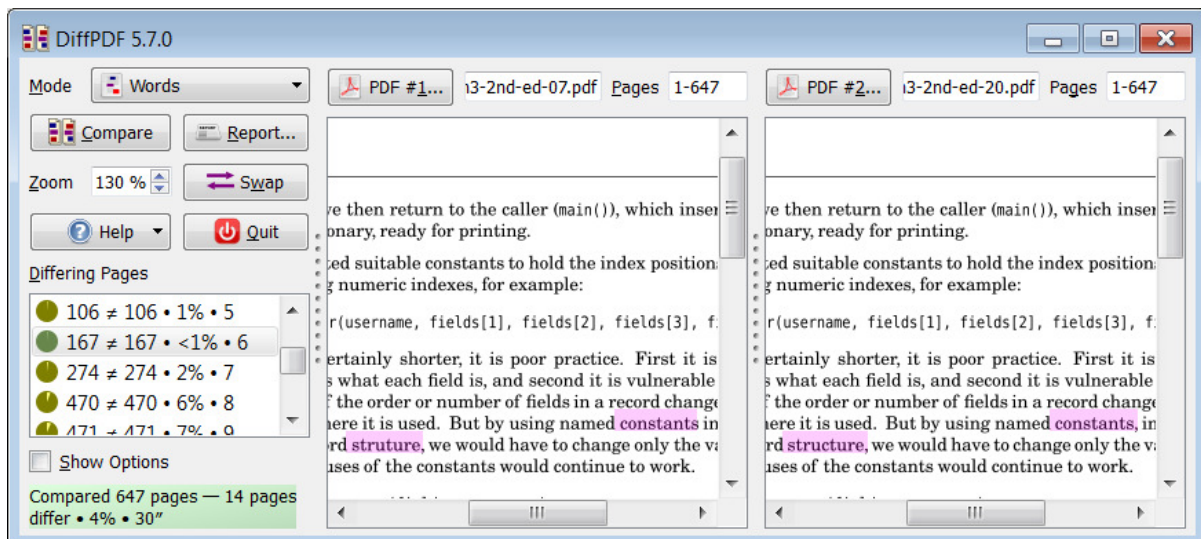 DiffPDF 5.7.0
Mode Words
Compare Report...
Zoom 130 % Swap
Help Quit
Differing Pages
106 ≠ 106 • 1% • 5
167 ≠ 167 • <1% • 6
274 ≠ 274 • 2% • 7
470 ≠ 470 • 6% • 8
471 ≠ 471 • 7% • 9
Show Options
Compared 647 pages — 14 pages
differ • 4% • 30″
PDF #1... 3-2nd-ed-07.pdf Pages 1-647
e then return to the caller (main()), which inser
onary, ready for printing.
ted suitable constants to hold the index position
g numeric indexes, for example:
r(username, fields[1], fields[2], fields[3], f
ertainly shorter, it is poor practice. First it is
s what each field is, and second it is vulnerable
f the order or number of fields in a record change
here it is used. But by using named constants in
rd struture, we would have to change only the va
uses of the constants would continue to work.
PDF #2... 3-2nd-ed-20.pdf Pages 1-647
e then return to the caller (main()), which inser
onary, ready for printing.
ted suitable constants to hold the index position
g numeric indexes, for example:
r(username, fields[1], fields[2], fields[3], f
ertainly shorter, it is poor practice. First it is
s what each field is, and second it is vulnerable
f the order or number of fields in a record change
here it is used. But by using named constants, in
rd structure, we would have to change only the va
uses of the constants would continue to work.